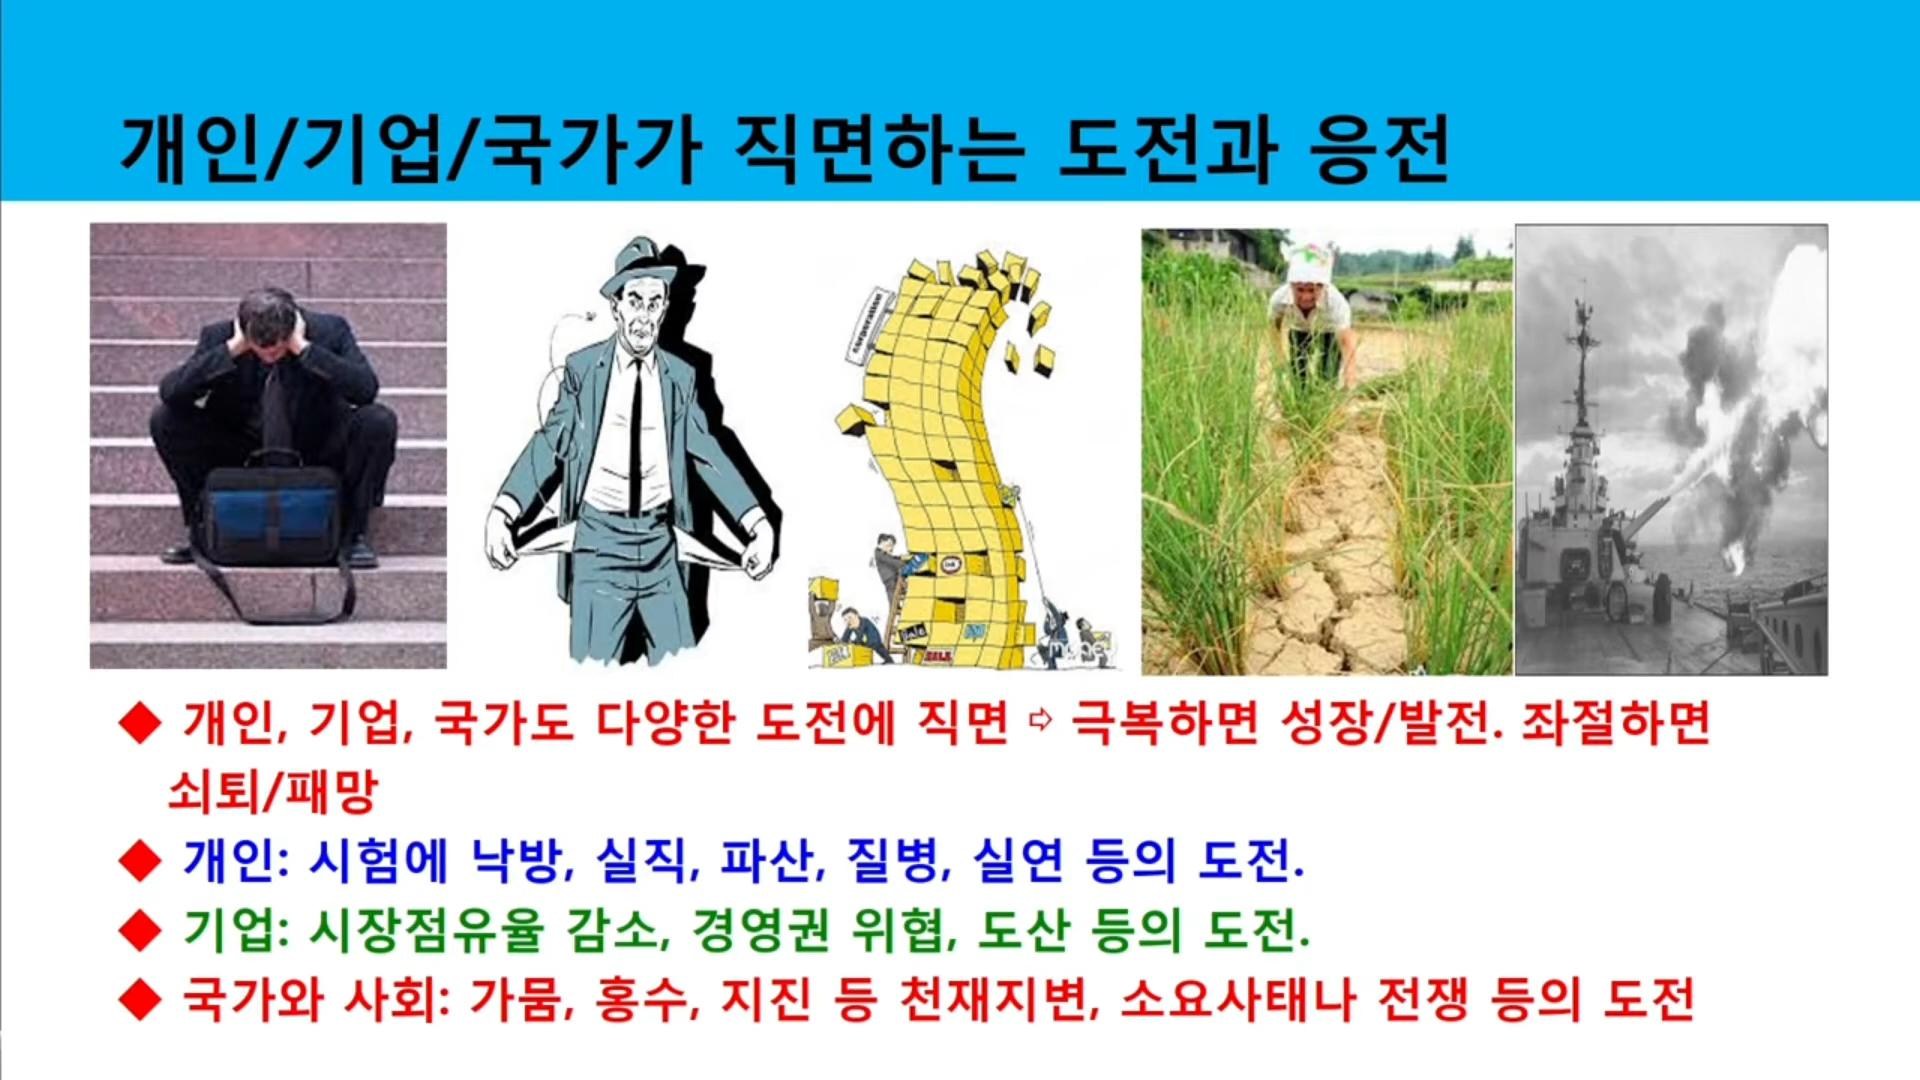 개인/기업/국가가 직면하는 도전과 응전
corporation
SALE
money
◆ 개인, 기업, 국가도 다양한 도전에 직면 ⇨ 극복하면 성장/발전. 좌절하면
쇠퇴/패망
◆ 개인: 시험에 낙방, 실직, 파산, 질병, 실연 등의 도전.
◆ 기업: 시장점유율 감소, 경영권 위협, 도산 등의 도전.
◆ 국가와 사회: 가뭄, 홍수, 지진 등 천재지변, 소요사태나 전쟁 등의 도전